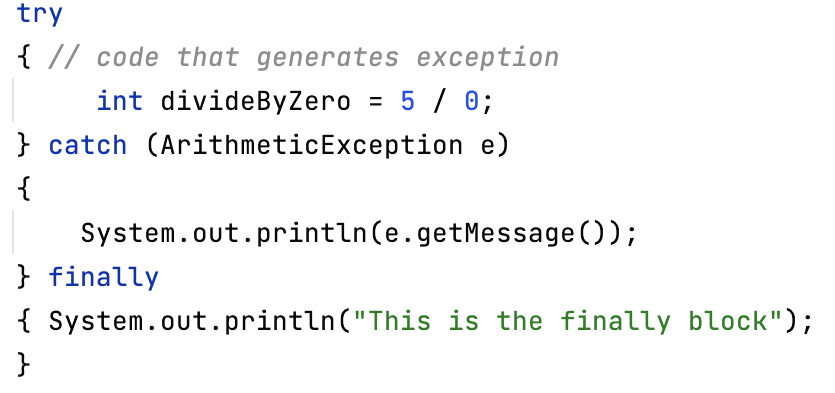 try
{ // code that generates exception
     int divideByZero = 5 / 0;
} catch (ArithmeticException e)
{
    System.out.println(e.getMessage());
} finally
{ System.out.println("This is the finally block");
}